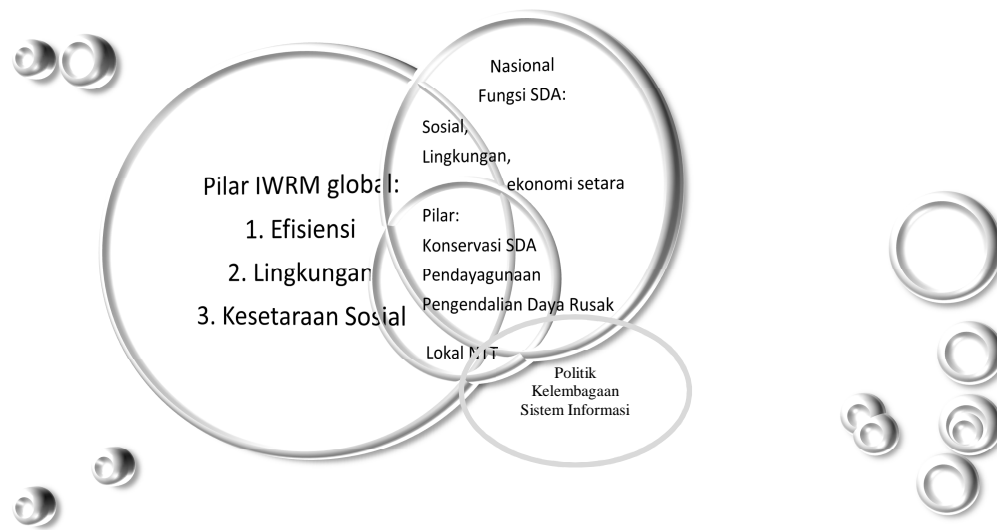 Pilar IWRM global:
1. Efisiensi
2. Lingkungan
3. Kesetaraan Sosial
Nasional
Fungsi SDA:
Sosial,
Lingkungan,
ekonomi setara
Pilar:
Konservasi SDA
Pendayagunaan
Pengendalian Daya Rusak
Lokal NTT
Politik
Kelembagaan
Sistem Informasi